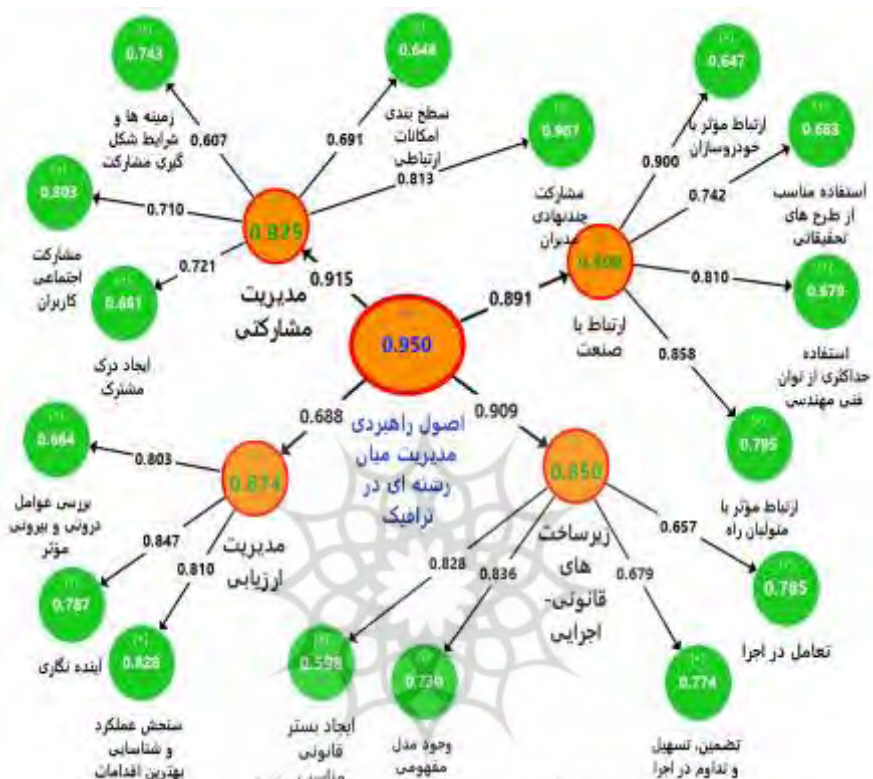 0.743
زمینه ها و
شرایط شکل
گیری مشارکت
0.607
0.648
سطح بندی
امکانات
ارتباطی
0.691
0.907
مشارکت
چندنهادی
مدیران
0.813
0.803
مشارکت
اجتماعی
کاربران
0.710
0.661
ایجاد درک
مشترک
0.721
0.825
مدیریت
مشارکتی
0.915
0.647
ارتباط مؤثر با
خودروسازان
0.900
0.683
استفاده مناسب
از طرح های
تحقیقاتی
0.742
0.679
استفاده
حداکثری از توان
فنی مهندسی
0.810
0.795
ارتباط مؤثر با
متولیان راه
0.858
ارتباط با
صنعت
0.891
0.950
اصول راهبردی
مدیریت میان
رشته ای در
ترافیک
0.688
0.874
مدیریت
ارزیابی
0.664
بررسی عوامل
درونی و بیرونی
مؤثر
0.803
0.787
آینده نگاری
0.847
0.828
سنجش عملکرد
و شناسایی
بهترین اقدامات
0.810
0.909
0.850
زیرساخت
های
قانونی-
اجرایی
0.598
ایجاد بستر
قانونی
مناسب
0.828
0.730
وجود مدل
مفهومی
0.836
0.774
تضمین، تسهیل
و تداوم در اجرا
0.679
0.785
تعامل در اجرا
0.657